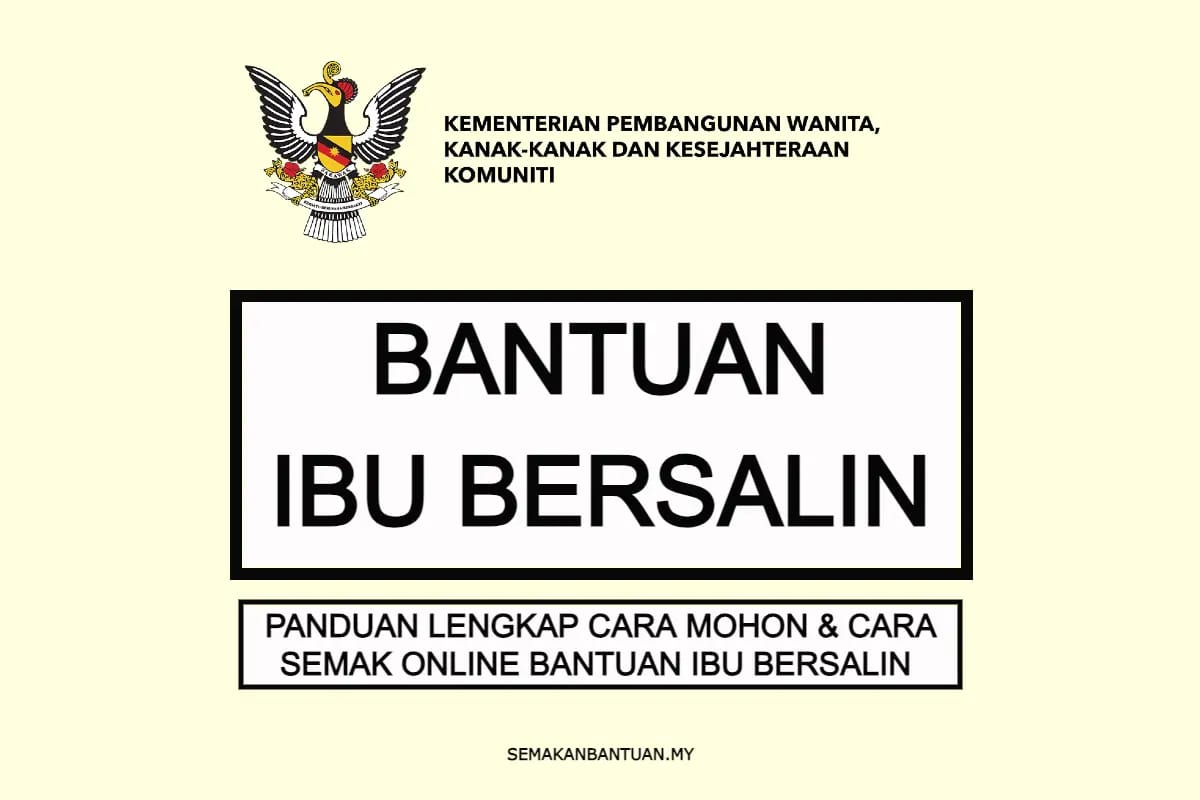 KEMENTERIAN PEMBANGUNAN WANITA,
KANAK-KANAK DAN KESEJAHTERAAN
KOMUNITI
SARAWAK
BANTUAN
IBU BERSALIN
PANDUAN LENGKAP CARA MOHON & CARA
SEMAK ONLINE BANTUAN IBU BERSALIN
SEMAKANBANTUAN.MY